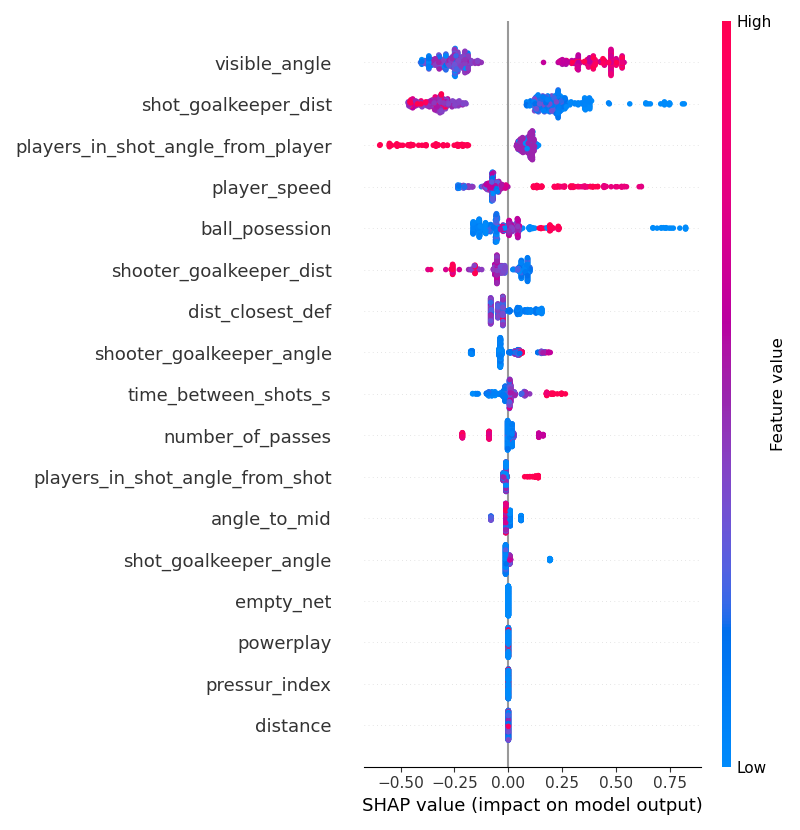 High
visible_angle
shot_goalkeeper_dist
players_in_shot_angle_from_player
player_speed
ball_posession
shooter_goalkeeper_dist
dist_closest_def
shooter_goalkeeper_angle
time_between_shots_s
number_of_passes
players_in_shot_angle_from_shot
angle_to_mid
shot_goalkeeper_angle
empty_net
powerplay
pressur_index
distance
Feature value
Low
−0.50 −0.25 0.00 0.25 0.50 0.75
SHAP value (impact on model output)